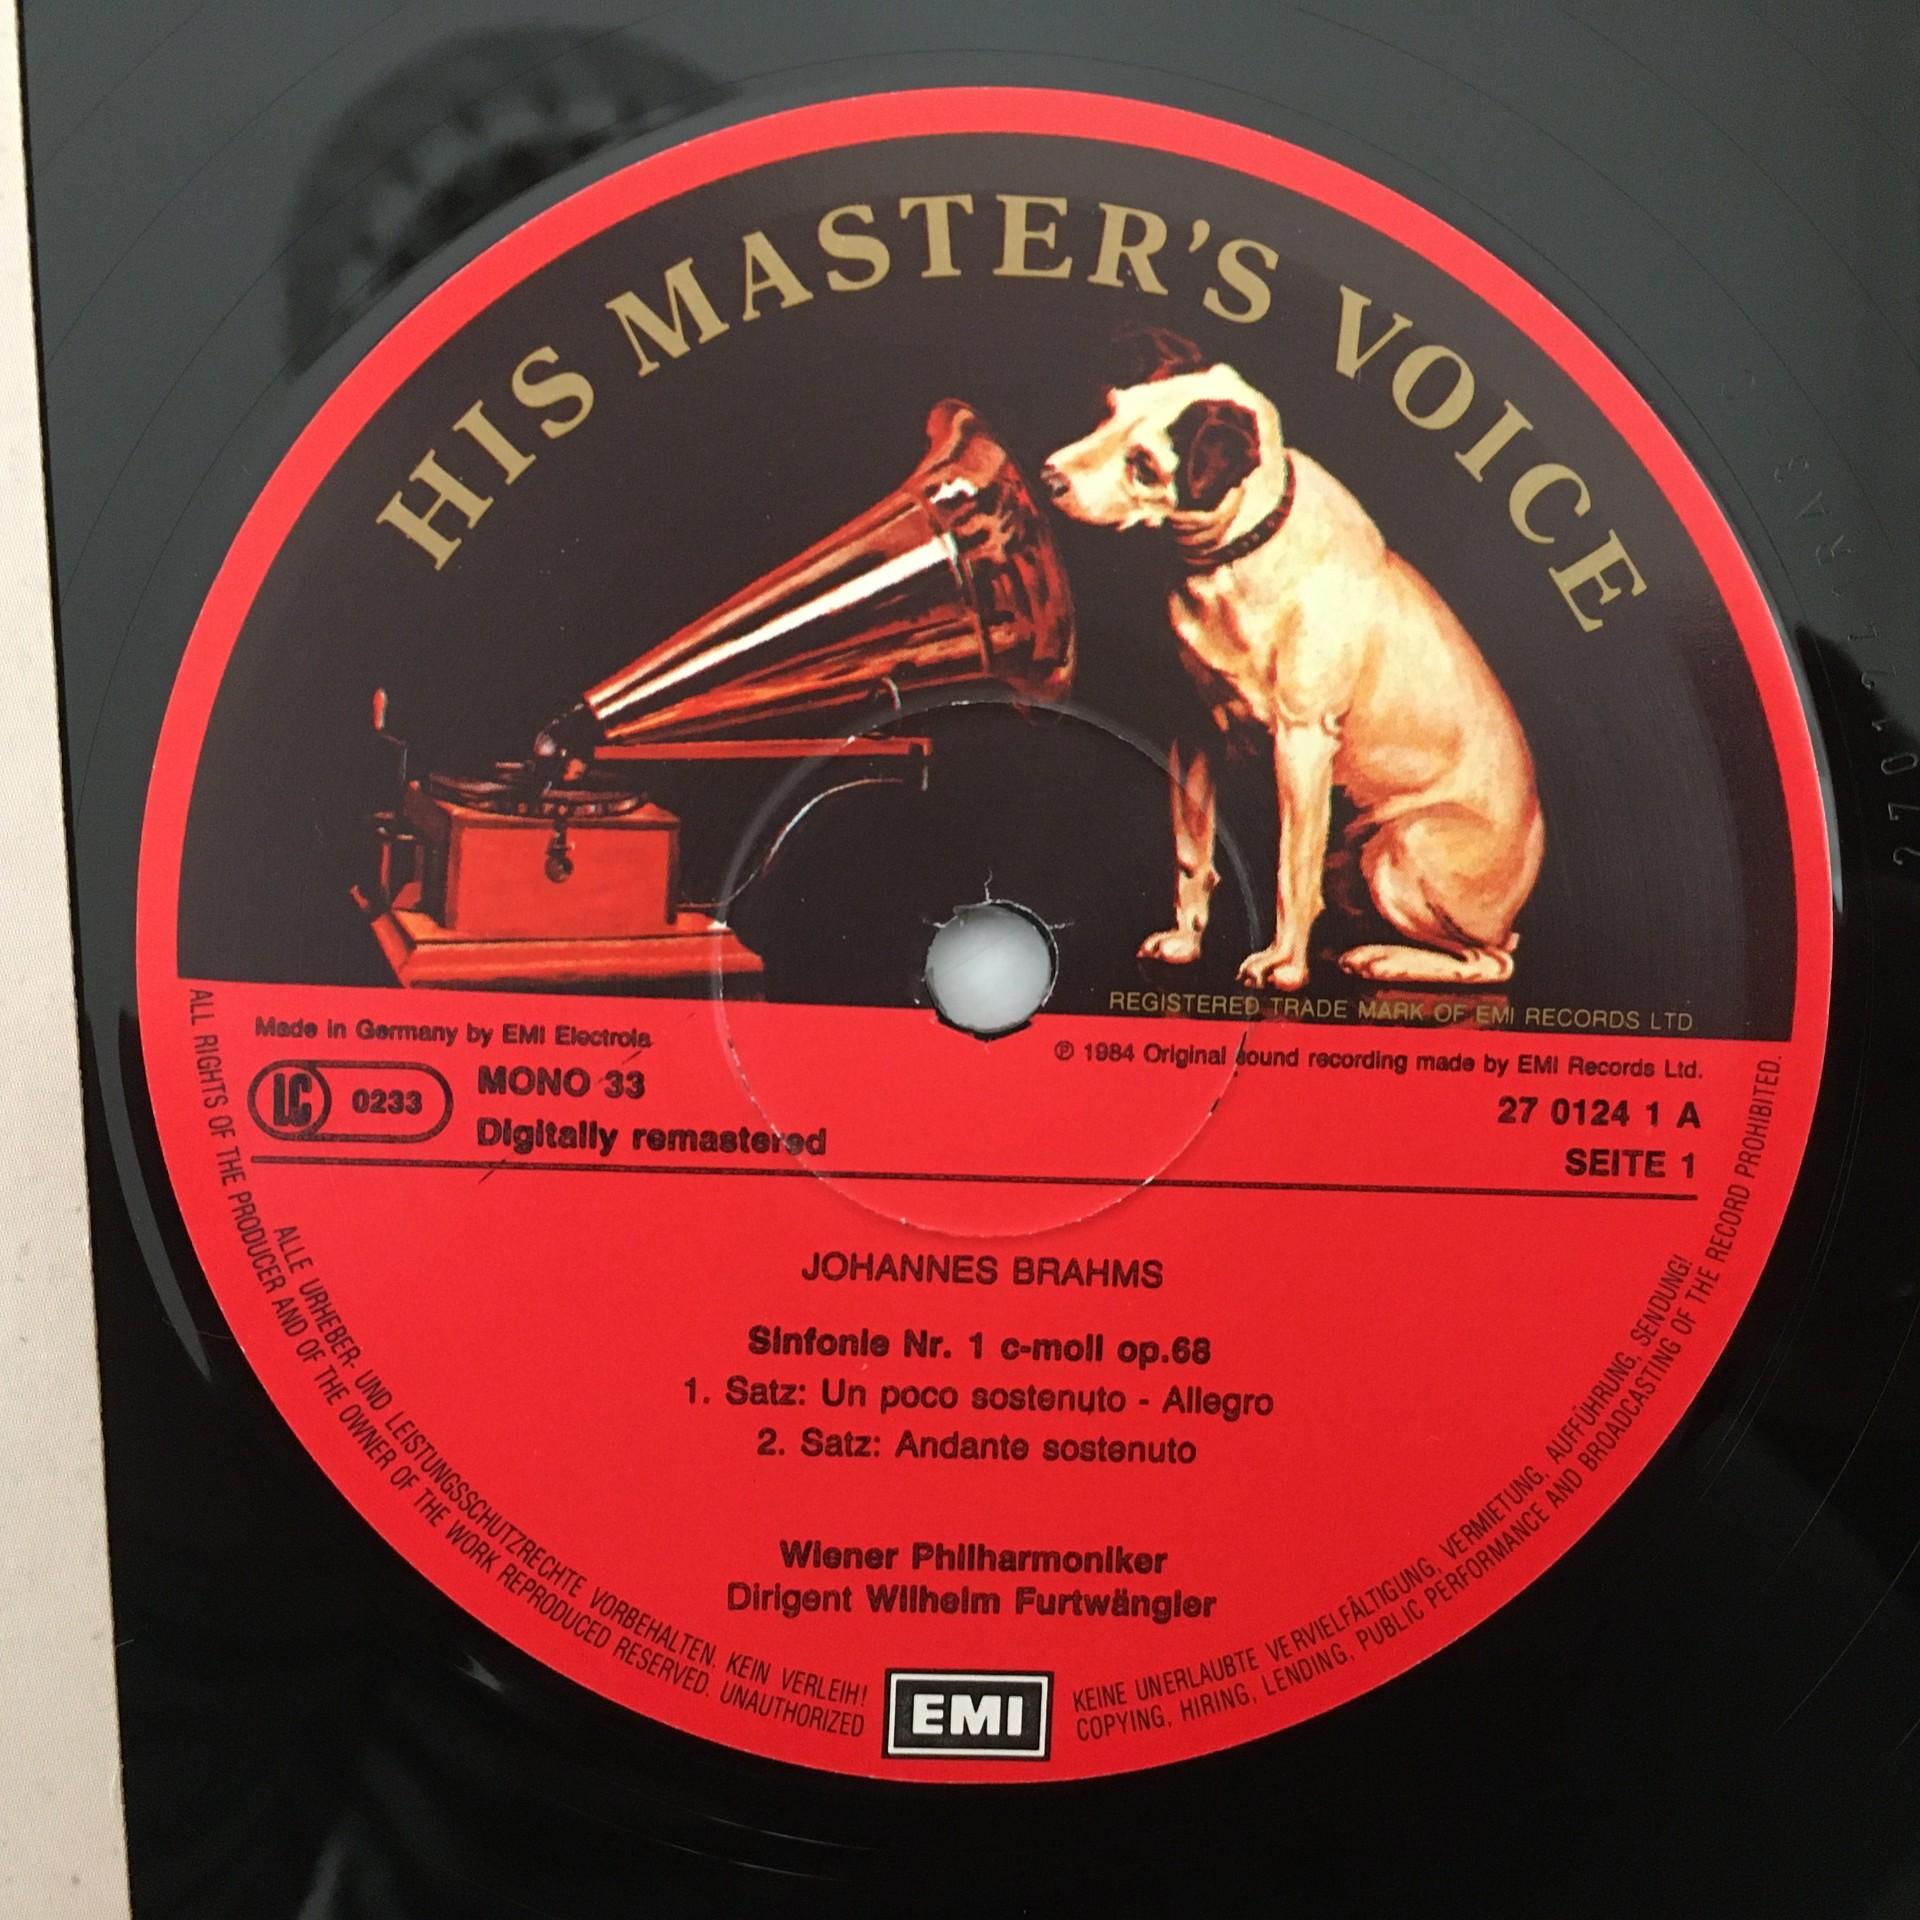 HIS MASTER'S VOICE
REGISTERED TRADE MARK OF EMI RECORDS LTD
Made in Germany by EMI Electrola
℗ 1984 Original sound recording made by EMI Records Ltd.
LC 0233
MONO 33
Digitally remastered
27 0124 1 A
SEITE 1
JOHANNES BRAHMS
Sinfonie Nr. 1 c-moll op.68
1. Satz: Un poco sostenuto - Allegro
2. Satz: Andante sostenuto
Wiener Philharmoniker
Dirigent Wilhelm Furtwängler
EMI
ALLE URHEBER- UND LEISTUNGSSCHUTZRECHTE VORBEHALTEN. KEIN VERLEIH!
KEINE UNERLAUBTE VERVIELFÄLTIGUNG, VERMIETUNG, AUFFÜHRUNG, SENDUNG!
ALL RIGHTS OF THE PRODUCER AND OF THE OWNER OF THE WORK REPRODUCED RESERVED. UNAUTHORIZED
COPYING, HIRING, LENDING, PUBLIC PERFORMANCE AND BROADCASTING OF THE RECORD PROHIBITED.